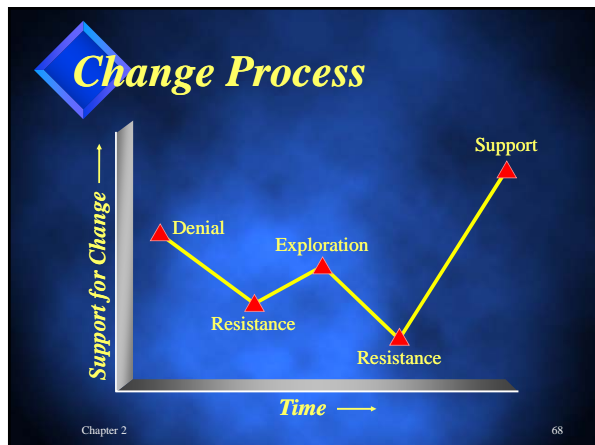 Change Process
Support
Denial
Exploration
Resistance
Resistance
Support for Change
Time
Chapter 2
68